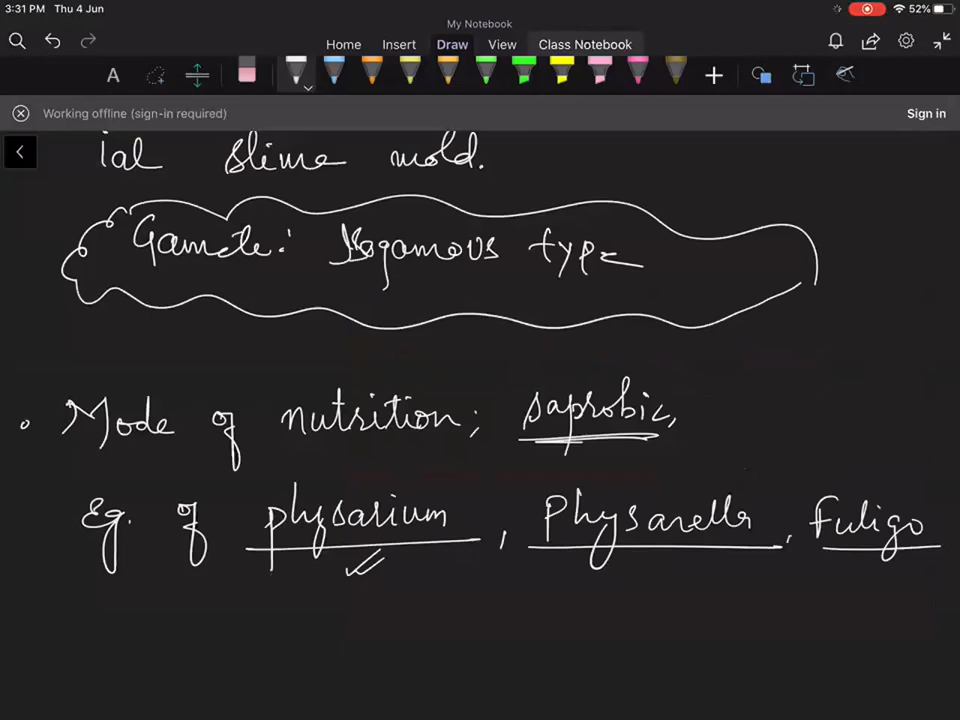 3:31 PM Thu 4 Jun
52%
My Notebook
Home Insert Draw View Class Notebook
A
Working offline (sign-in required) Sign in
ial slime mold.
Gamete: Isogamous type
Mode of nutrition; saprobic,
Eg. of physarium, Physarella, Fuligo